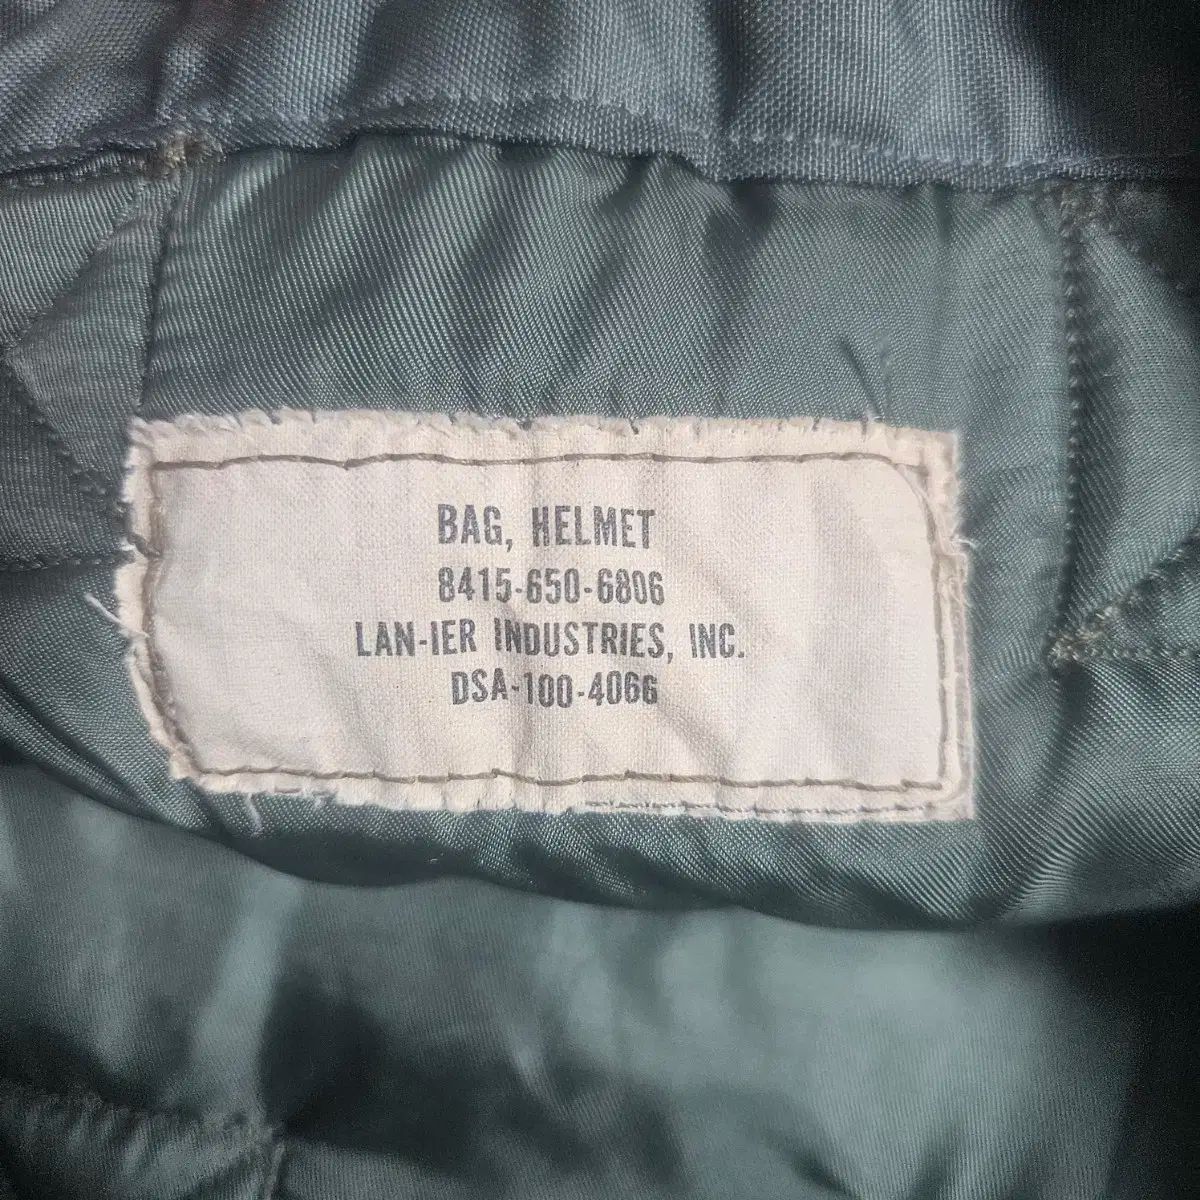 BAG, HELMET
8415-650-6806
LAN-IER INDUSTRIES, INC.
DSA-100-4066